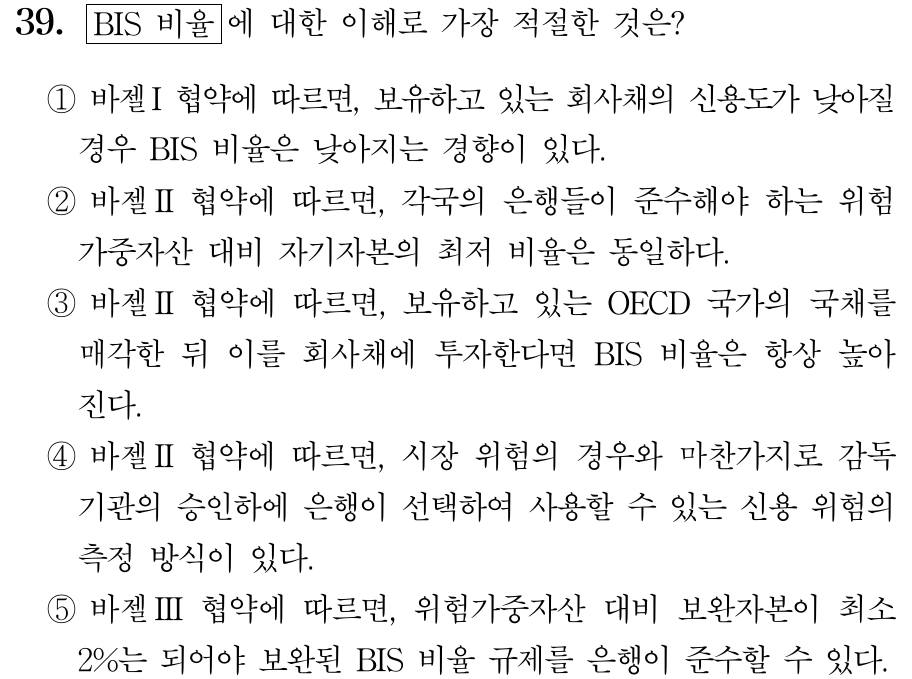 39. BIS 비율 에 대한 이해로 가장 적절한 것은?
① 바젤Ⅰ 협약에 따르면, 보유하고 있는 회사채의 신용도가 낮아질
경우 BIS 비율은 낮아지는 경향이 있다.
② 바젤Ⅱ 협약에 따르면, 각국의 은행들이 준수해야 하는 위험
가중자산 대비 자기자본의 최저 비율은 동일하다.
③ 바젤Ⅱ 협약에 따르면, 보유하고 있는 OECD 국가의 국채를
매각한 뒤 이를 회사채에 투자한다면 BIS 비율은 항상 높아
진다.
④ 바젤Ⅱ 협약에 따르면, 시장 위험의 경우와 마찬가지로 감독
기관의 승인하에 은행이 선택하여 사용할 수 있는 신용 위험의
측정 방식이 있다.
⑤ 바젤Ⅲ 협약에 따르면, 위험가중자산 대비 보완자본이 최소
2%는 되어야 보완된 BIS 비율 규제를 은행이 준수할 수 있다.